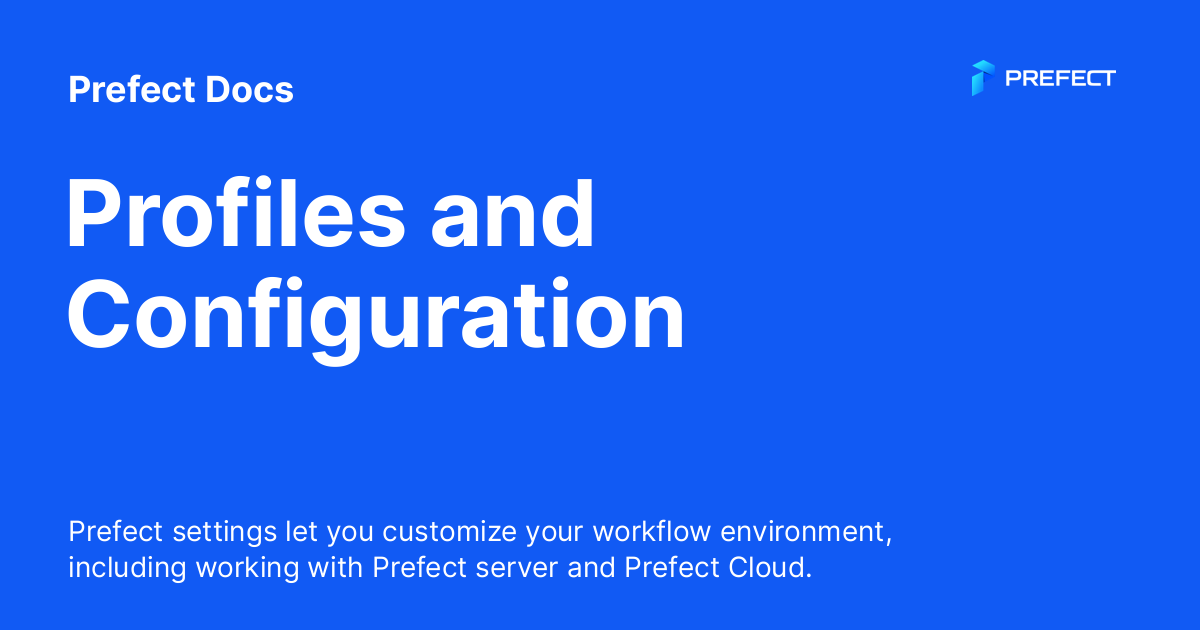 Prefect Docs
PREFECT
Profiles and
Configuration
Prefect settings let you customize your workflow environment,
including working with Prefect server and Prefect Cloud.